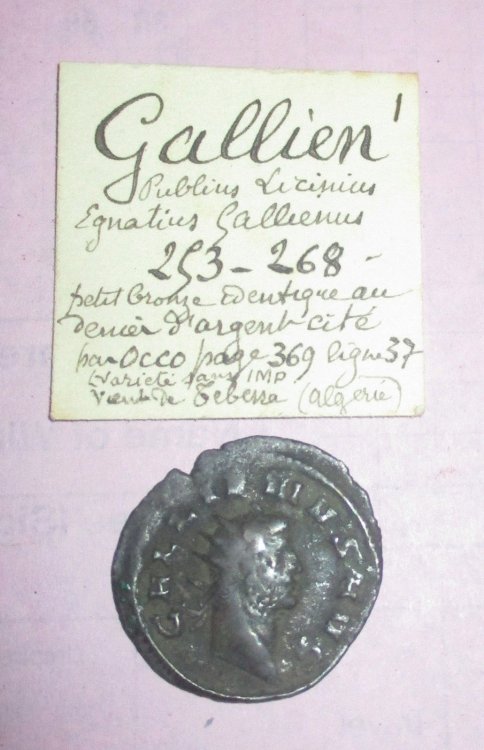 Gallien 1
Publius Licinius
Egnatius Gallienus
253 - 268 -
petit bronze identique au
denier d'argent cité
par Occo page 369 ligne 37
(variété sans IMP
vient de Tebessa (algérie)
GALLIENVS AVG